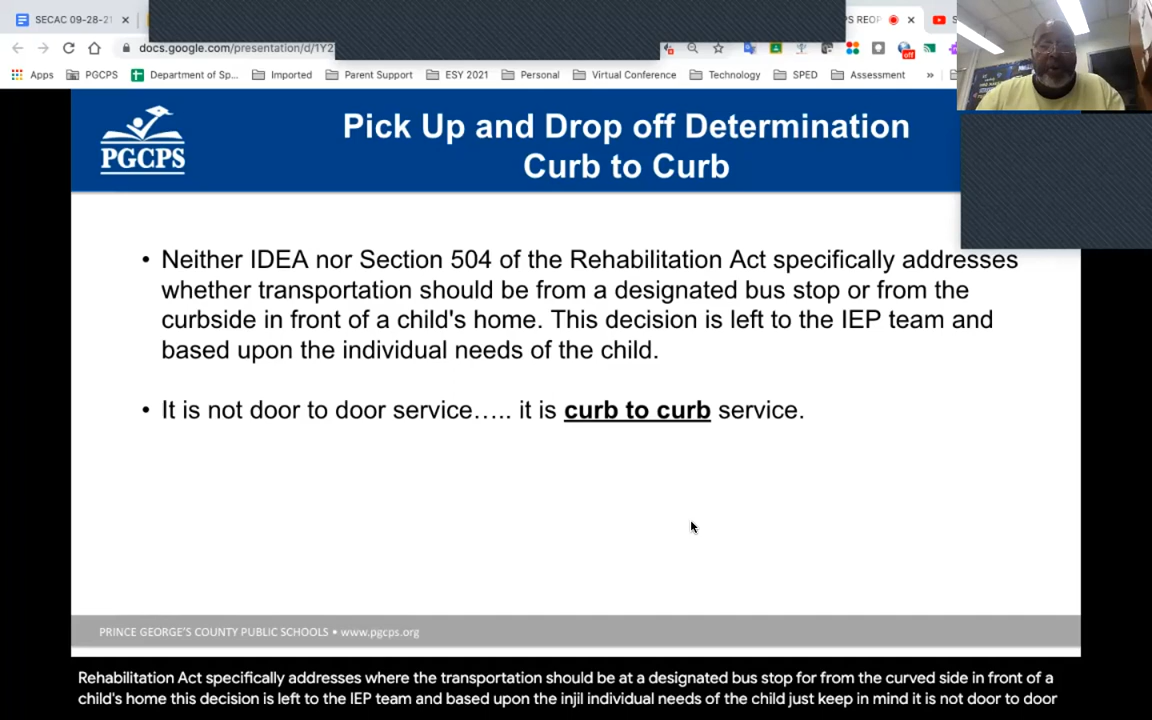 SECAC 09-28-21
PS REOP
docs.google.com/presentation/d/1Y2
off
Apps
PGCPS
Department of Sp...
Imported
Parent Support
ESY 2021
Personal
Virtual Conference
Technology
SPED
Assessment
»
PGCPS
Pick Up and Drop off Determination
Curb to Curb
• Neither IDEA nor Section 504 of the Rehabilitation Act specifically addresses
whether transportation should be from a designated bus stop or from the
curbside in front of a child's home. This decision is left to the IEP team and
based upon the individual needs of the child.
• It is not door to door service….. it is curb to curb service.
PRINCE GEORGE'S COUNTY PUBLIC SCHOOLS • www.pgcps.org
Rehabilitation Act specifically addresses where the transportation should be at a designated bus stop for from the curved side in front of a
child's home this decision is left to the IEP team and based upon the injil individual needs of the child just keep in mind it is not door to door